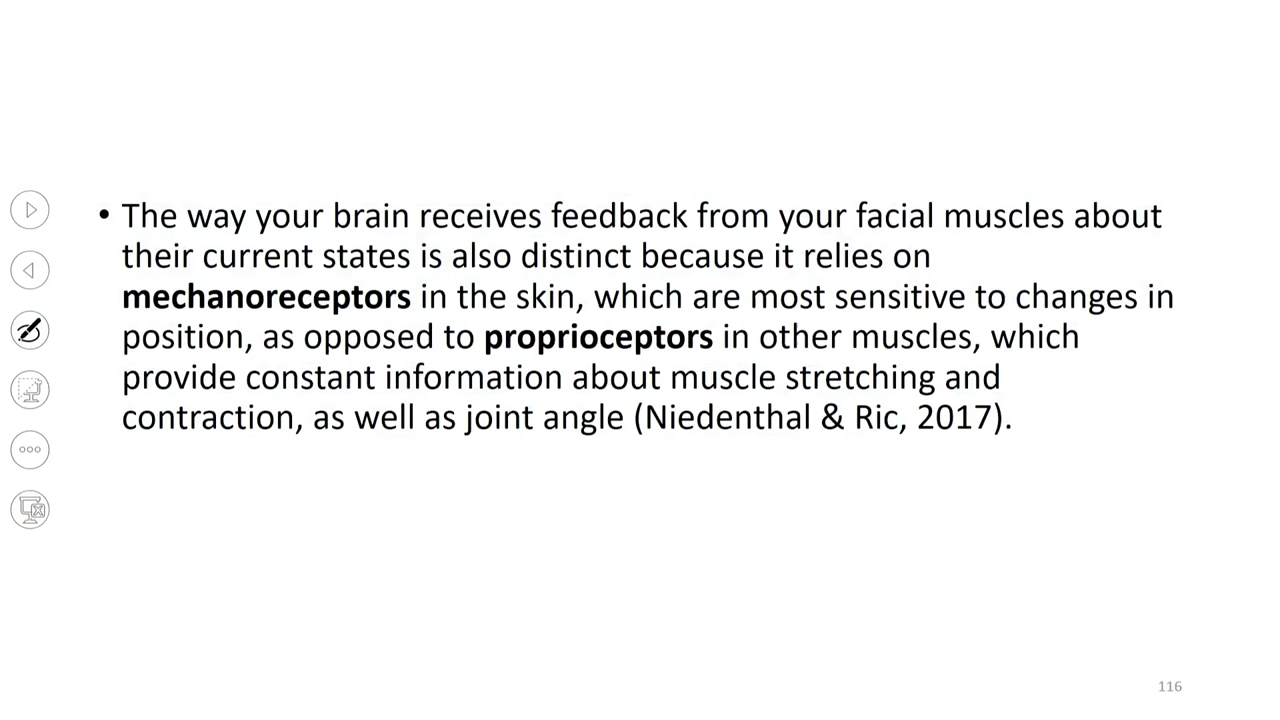 • The way your brain receives feedback from your facial muscles about
their current states is also distinct because it relies on
mechanoreceptors in the skin, which are most sensitive to changes in
position, as opposed to proprioceptors in other muscles, which
provide constant information about muscle stretching and
contraction, as well as joint angle (Niedenthal & Ric, 2017).
116